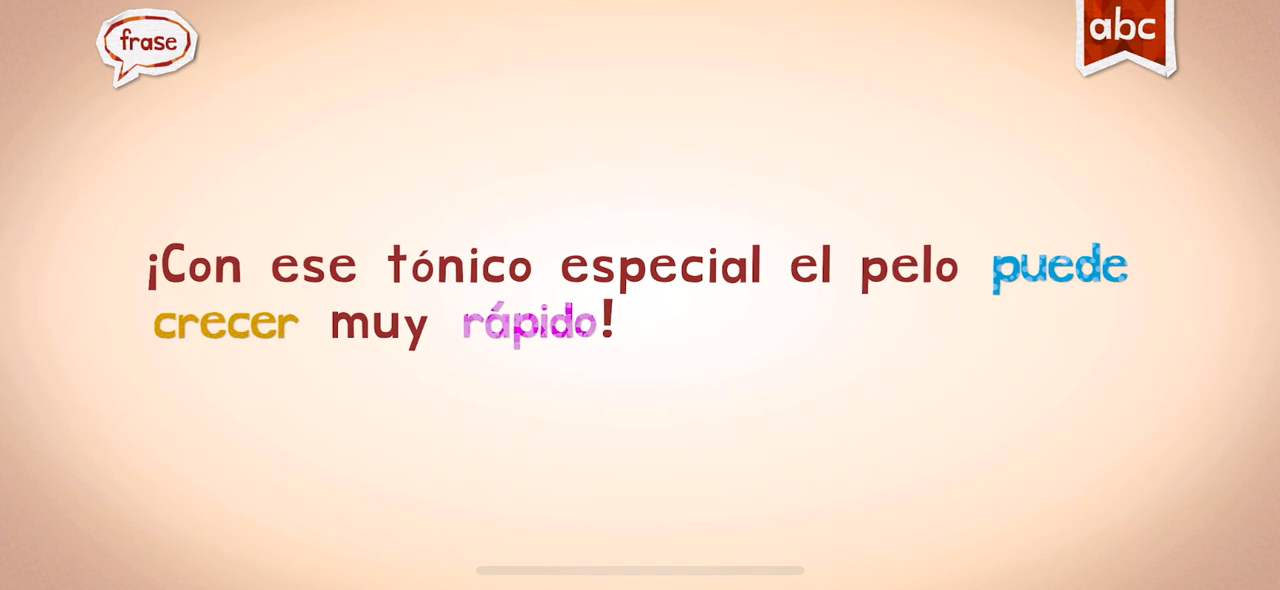 frase
abc
¡Con ese tónico especial el pelo puede
crecer muy rápido!